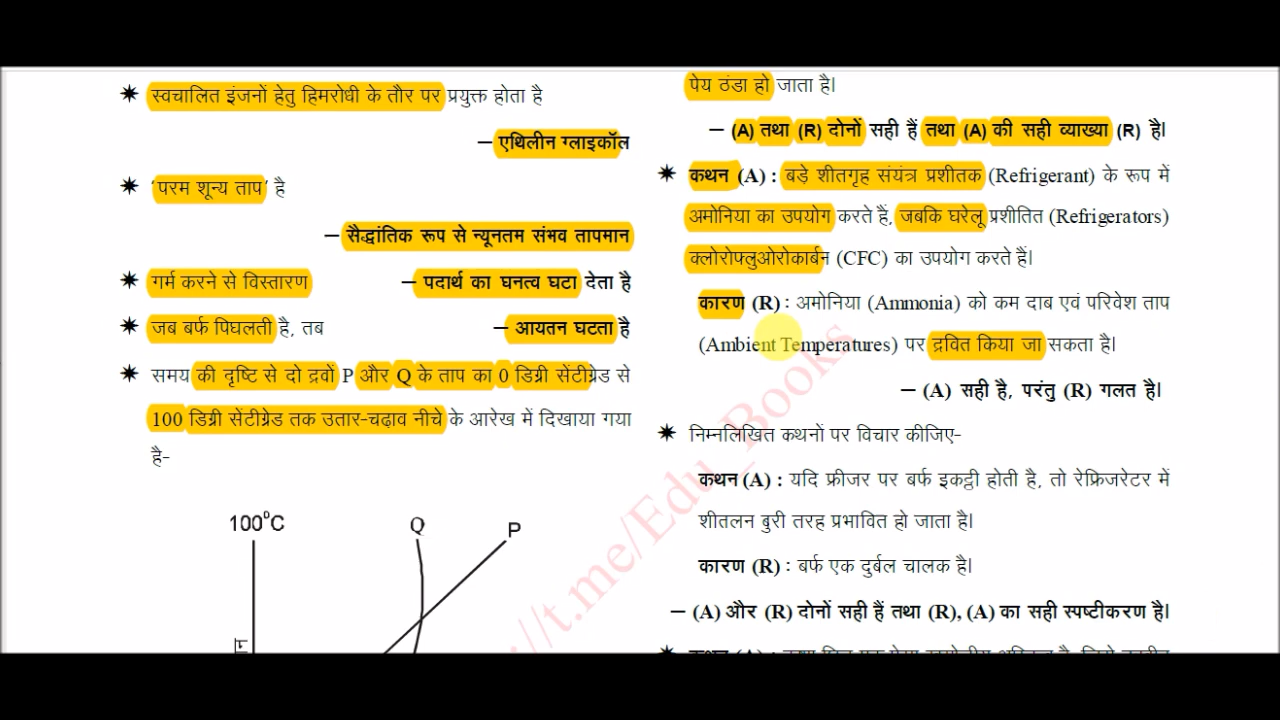 ✷ स्वचालित इंजनों हेतु हिमरोधी के तौर पर प्रयुक्त होता है
– एथिलीन ग्लाइकॉल
✷ 'परम शून्य ताप' है
– सैद्धांतिक रूप से न्यूनतम संभव तापमान
✷ गर्म करने से विस्तारण – पदार्थ का घनत्व घटा देता है
✷ जब बर्फ पिघलती है, तब – आयतन घटता है
✷ समय की दृष्टि से दो द्रवों P और Q के ताप का 0 डिग्री सेंटीग्रेड से
100 डिग्री सेंटीग्रेड तक उतार-चढ़ाव नीचे के आरेख में दिखाया गया
है-
100°C Q P
पेय ठंडा हो जाता है।
– (A) तथा (R) दोनों सही हैं तथा (A) की सही व्याख्या (R) है।
✷ कथन (A) : बड़े शीतगृह संयंत्र प्रशीतक (Refrigerant) के रूप में
अमोनिया का उपयोग करते हैं, जबकि घरेलू प्रशीतित (Refrigerators)
क्लोरोफ्लुओरोकार्बन (CFC) का उपयोग करते हैं।
कारण (R) : अमोनिया (Ammonia) को कम दाब एवं परिवेश ताप
(Ambient Temperatures) पर द्रवित किया जा सकता है।
– (A) सही है, परंतु (R) गलत है।
✷ निम्नलिखित कथनों पर विचार कीजिए-
कथन (A) : यदि फ्रीजर पर बर्फ इकट्ठी होती है, तो रेफ्रिजरेटर में
शीतलन बुरी तरह प्रभावित हो जाता है।
कारण (R) : बर्फ एक दुर्बल चालक है।
– (A) और (R) दोनों सही हैं तथा (R), (A) का सही स्पष्टीकरण है।
://t.me/Edu_Books